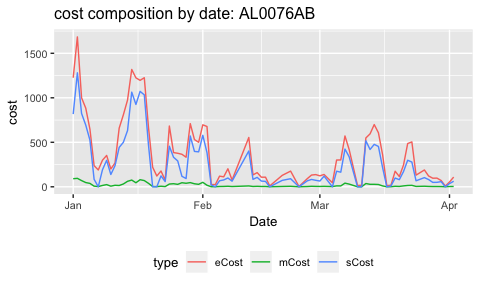 cost composition by date: AL0076AB
1500
1000
500
0
cost
Jan Feb Mar Apr
Date
type eCost mCost sCost